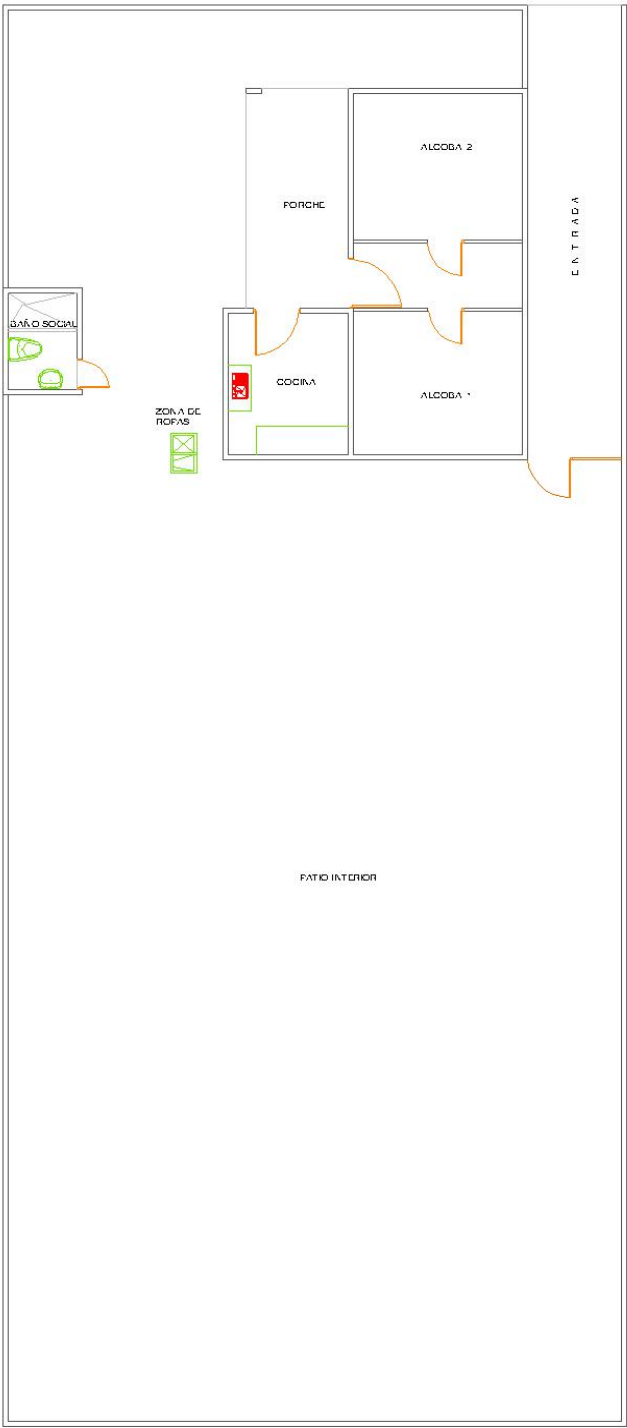 ALCOBA 2
PORCHE
ENTRADA
BAÑO SOCIAL
COCINA
ALCOBA 1
ZONA DE
ROPAS
PATIO INTERIOR